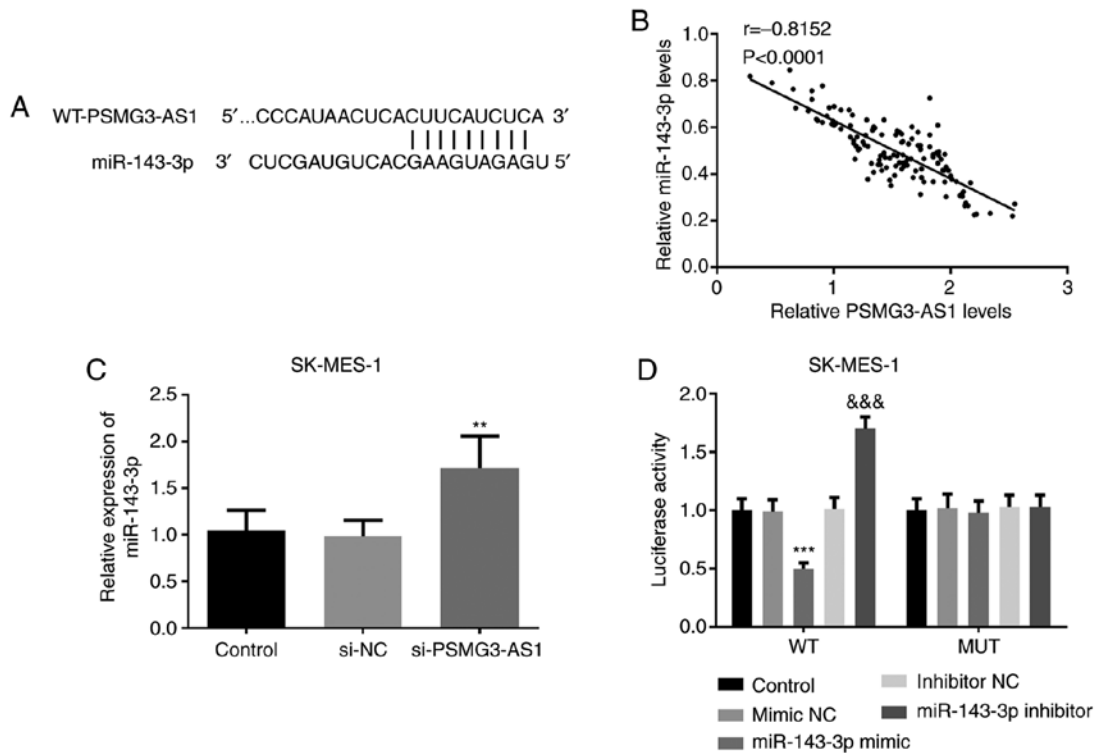 A
WT-PSMG3-AS1 5′...CCCAUAACUCACUUCAUCUCA 3′
miR-143-3p 3′ CUCGAUGUCACGAAGUAGAGU 5′
B
r=−0.8152
P<0.0001
Relative miR-143-3p levels
1.0
0.8
0.6
0.4
0.2
0.0
0 1 2 3
Relative PSMG3-AS1 levels
C
SK-MES-1
Relative expression of
miR-143-3p
2.5
2.0
1.5
1.0
0.5
0.0
**
Control si-NC si-PSMG3-AS1
D
SK-MES-1
Luciferase activity
2.0
1.5
1.0
0.5
0.0
&&&
***
WT MUT
Control
Mimic NC
miR-143-3p mimic
Inhibitor NC
miR-143-3p inhibitor